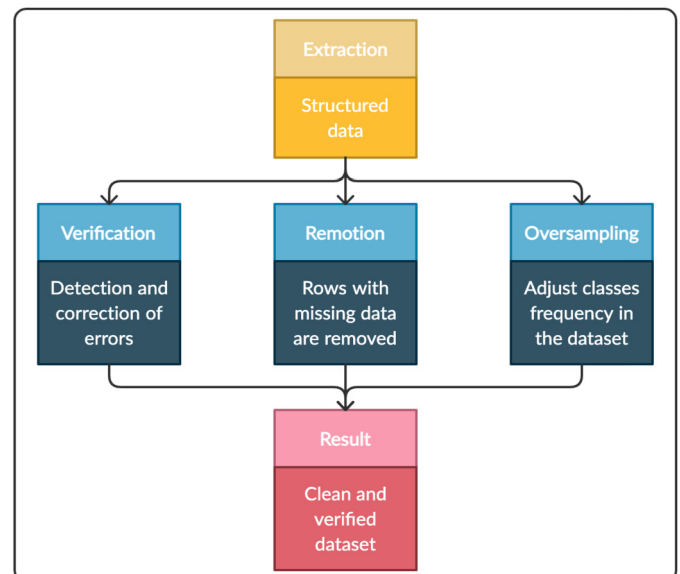 Extraction
Structured
data
Verification
Detection and
correction of
errors
Remotion
Rows with
missing data
are removed
Oversampling
Adjust classes
frequency in
the dataset
Result
Clean and
verified
dataset